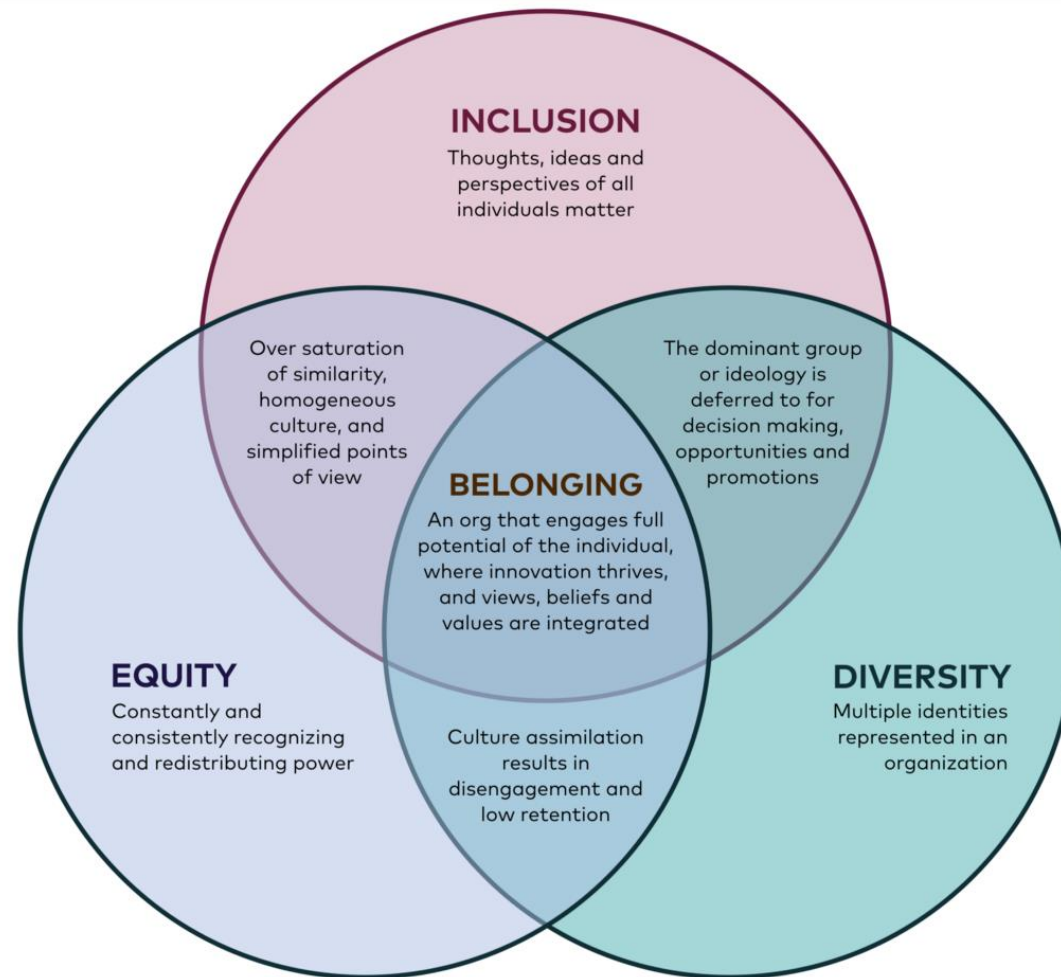 INCLUSION
Thoughts, ideas and
perspectives of all
individuals matter
Over saturation
of similarity,
homogeneous
culture, and
simplified points
of view
The dominant group
or ideology is
deferred to for
decision making,
opportunities and
promotions
BELONGING
An org that engages full
potential of the individual,
where innovation thrives,
and views, beliefs and
values are integrated
EQUITY
Constantly and
consistently recognizing
and redistributing power
DIVERSITY
Multiple identities
represented in an
organization
Culture assimilation
results in
disengagement and
low retention